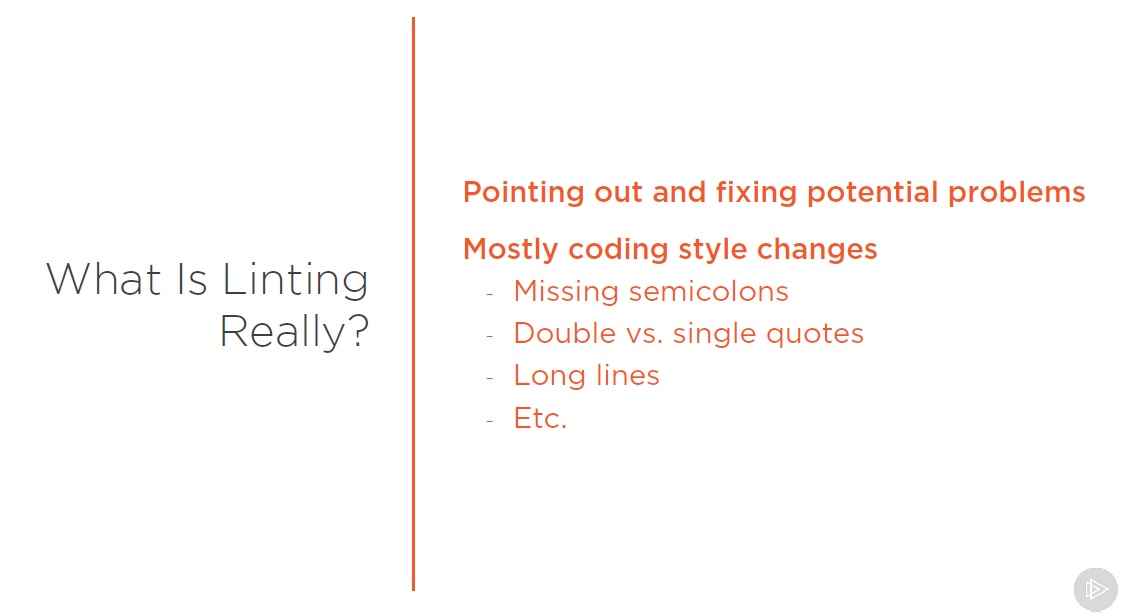 What Is Linting
Really?
Pointing out and fixing potential problems
Mostly coding style changes
- Missing semicolons
- Double vs. single quotes
- Long lines
- Etc.